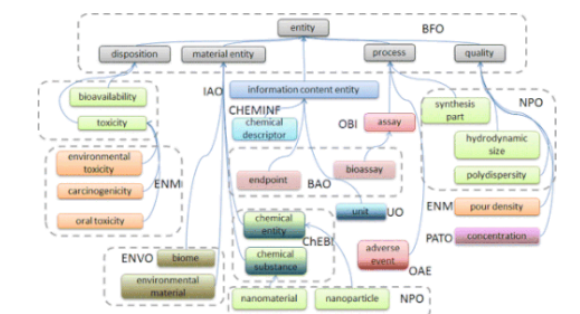 entity
BFO
disposition
material entity
process
quality
bioavailability
toxicity
IAO
information content entity
CHEMINF
chemical
descriptor
OBI
assay
synthesis
part
NPO
hydrodynamic
size
polydispersity
environmental
toxicity
carcinogenicity
oral toxicity
ENM
endpoint
bioassay
BAO
unit
UO
ENM
pour density
PATO
concentration
chemical
entity
ChEBI
chemical
substance
adverse
event
OAE
ENVO
biome
environmental
material
nanomaterial
nanoparticle
NPO